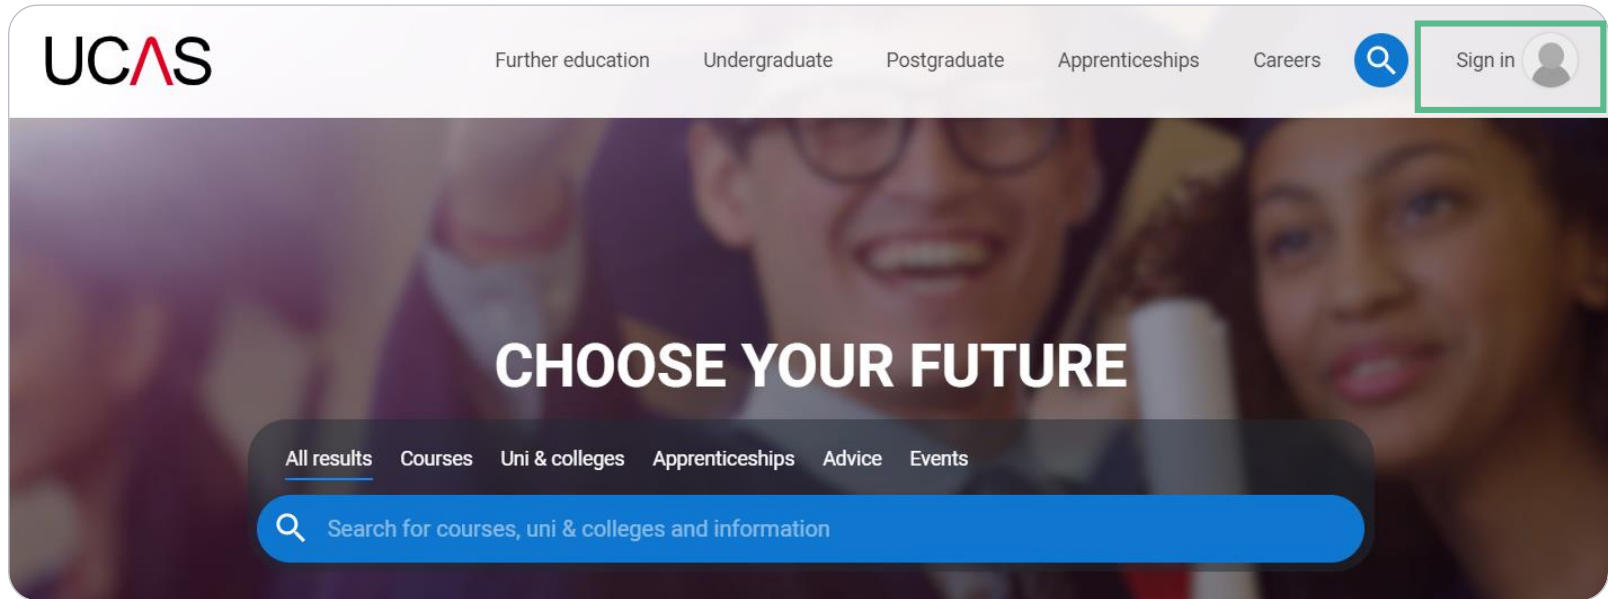 UCAS
Further education Undergraduate Postgraduate Apprenticeships Careers Sign in
CHOOSE YOUR FUTURE
All results Courses Uni & colleges Apprenticeships Advice Events
Search for courses, uni & colleges and information